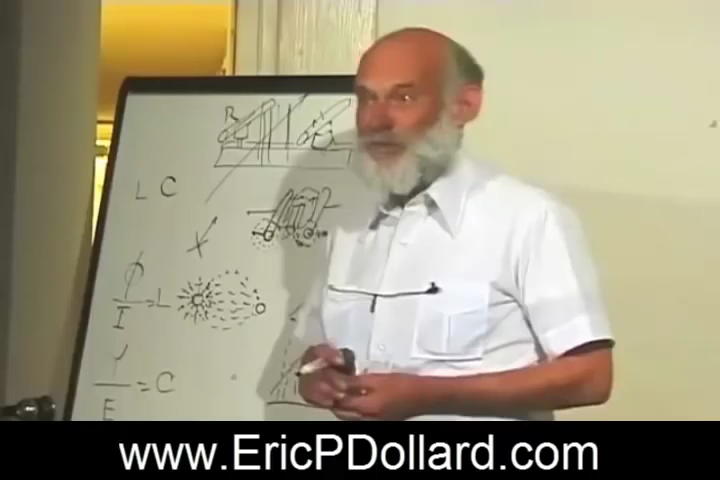 R
L C
Φ
I
= L
Ψ
E
= C
www.EricPDollard.com